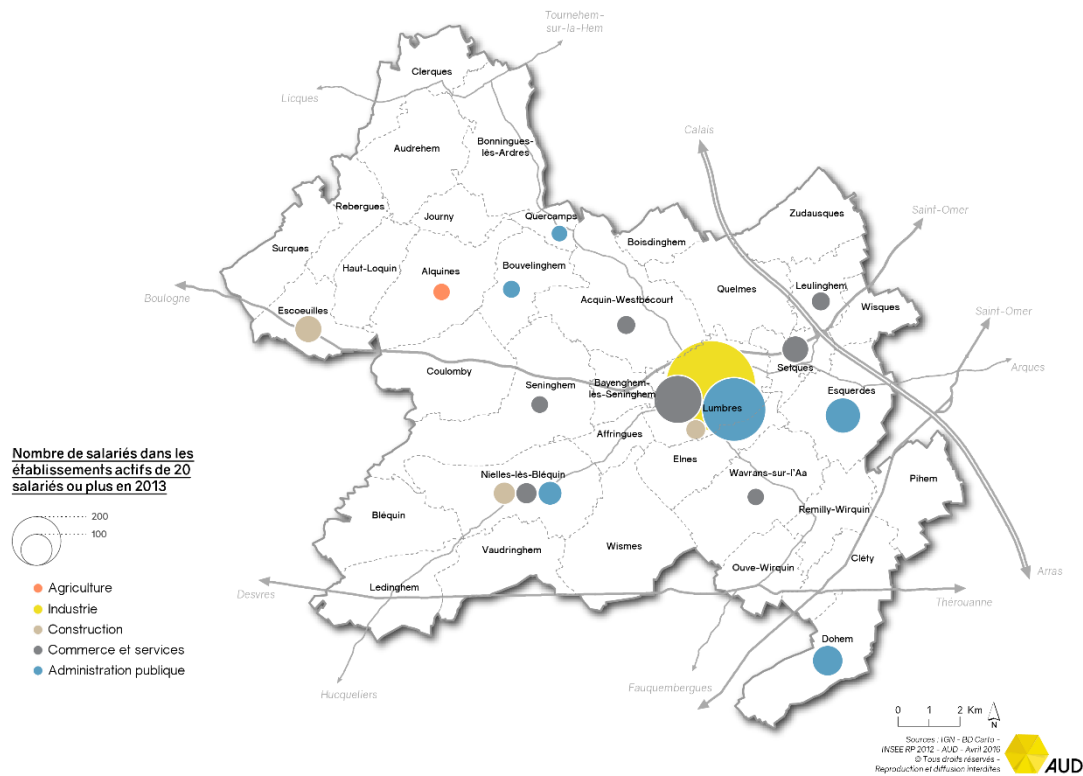 Tournehem-
sur-la-Hem
Clerques
Licques
Calais
Audrehem
Bonningues-
lès-Ardres
Rebergues
Journy
Quercamps
Zudausques
Saint-Omer
Surques
Boisdinghem
Haut-Loquin
Alquines
Bouvelinghem
Quelmes
Leulinghem
Boulogne
Acquin-Westbécourt
Wisques
Escoeuilles
Saint-Omer
Coulomby
Setques
Arques
Seninghem
Bayenghem-
lès-Seninghem
Esquerdes
Lumbres
Affringues
Elnes
Nombre de salariés dans les
établissements actifs de 20
salariés ou plus en 2013
Nielles-lès-Bléquin
Wavrans-sur-l'Aa
Pihem
Bléquin
Remilly-Wirquin
200
100
Vaudringhem
Wismes
Cléty
Ouve-Wirquin
Arras
Ledinghem
Desvres
Thérouanne
Agriculture
Industrie
Construction
Commerce et services
Administration publique
Dohem
Hucqueliers
Fauquembergues
0 1 2 Km
N
Sources : IGN - BD Carto -
INSEE RP 2012 - AUD - Avril 2016
© Tous droits réservés -
Reproduction et diffusion interdites
AUD